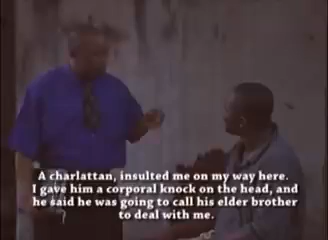 A charlattan, insulted me on my way here.
I gave him a corporal knock on the head, and
he said he was going to call his elder brother
to deal with me.